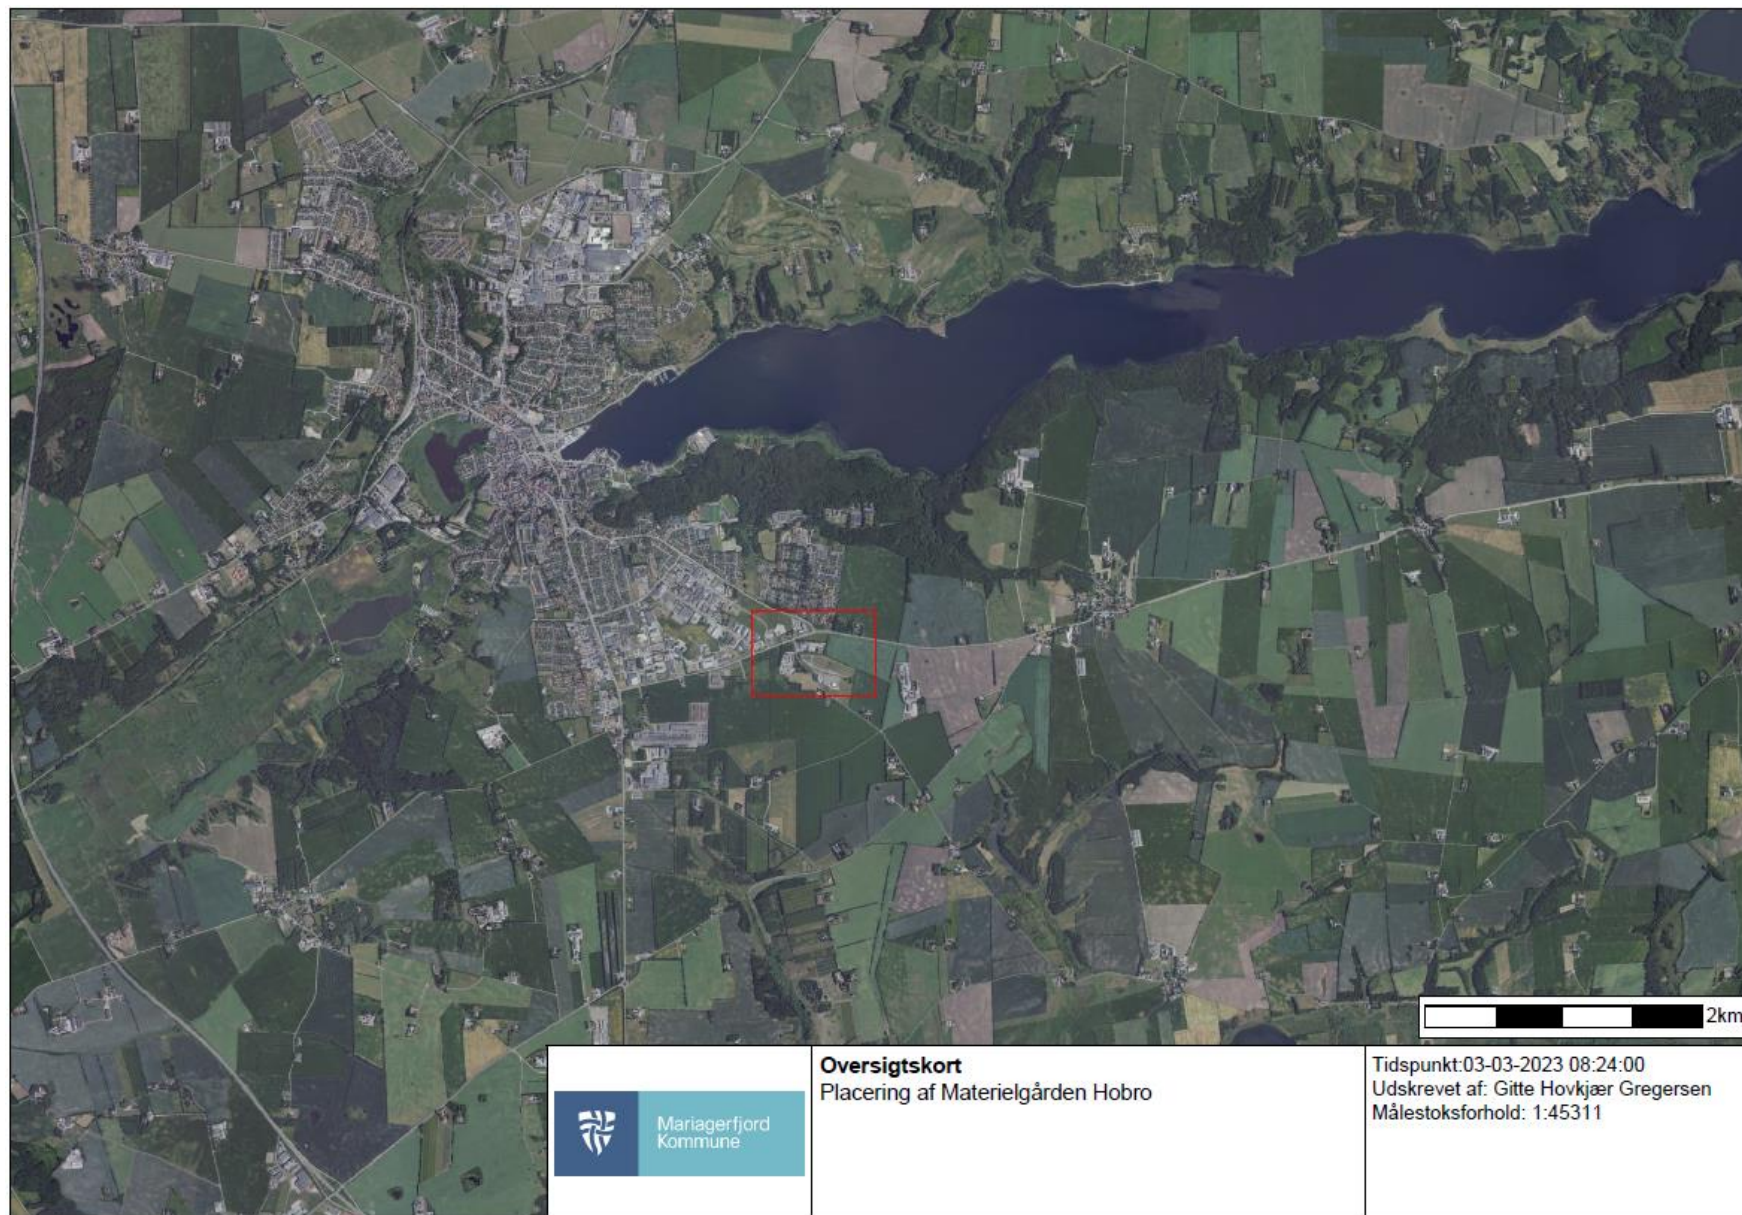 2km
Mariagerfjord
Kommune
Oversigtskort
Placering af Materielgården Hobro
Tidspunkt:03-03-2023 08:24:00
Udskrevet af: Gitte Hovkjær Gregersen
Målestoksforhold: 1:45311